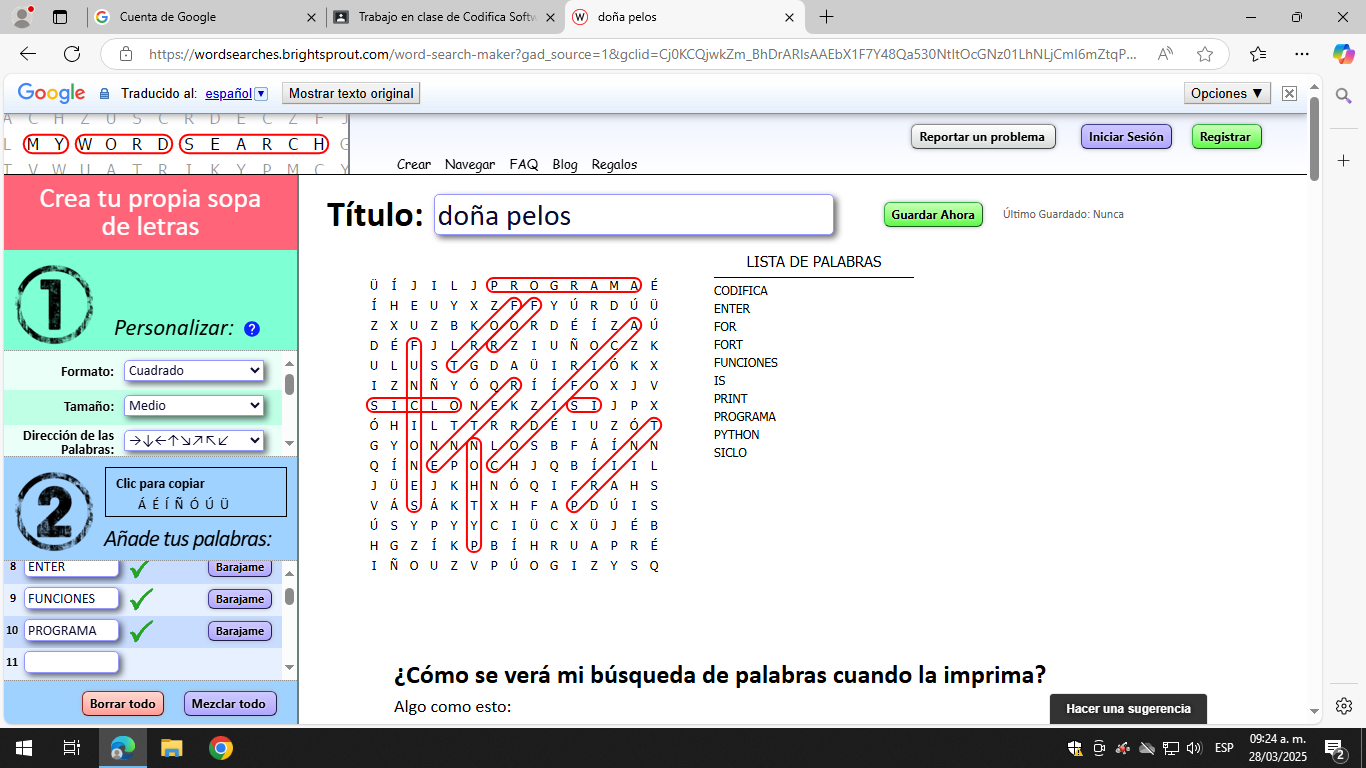 Cuenta de Google
Trabajo en clase de Codifica Softw
doña pelos
https://wordsearches.brightsprout.com/word-search-maker?gad_source=1&gclid=Cj0KCQjwkZm_BhDrARIsAAEbX1F7Y48Qa530NtItOcGNz01LhNLjCmI6mZtqP...
Google Traducido al: español Mostrar texto original Opciones ▼
A C H Z U S C R D E C Z F J
L M Y W O R D S E A R C H G
T V W U A T R I K Y P M C Y
Reportar un problema Iniciar Sesión Registrar
Crear Navegar FAQ Blog Regalos
Crea tu propia sopa
de letras
Título: doña pelos Guardar Ahora Último Guardado: Nunca
1 Personalizar: ?
Formato: Cuadrado
Tamaño: Medio
Dirección de las
Palabras: →↓←↑↘↗↖↙
2 Clic para copiar
Á É Í Ñ Ó Ú Ü
Añade tus palabras:
8 ENTER Barajame
9 FUNCIONES Barajame
10 PROGRAMA Barajame
11
Borrar todo Mezclar todo
Ü Í J I L J P R O G R A M A É
Í H E U Y X Z F F Y Ú R D Ú Ü
Z X U Z B K O O R D É Í Z A Ú
D É F J L R R Z I U Ñ O C Z K
U L U S T G D A Ü I R I Ó K X
I Z N Ñ Y Ó Q R Í Í F O X J V
S I C L O N E K Z I S I J P X
Ó H I L T T R R D É I U Z Ó T
G Y O N N N L O S B F Á Í N N
Q Í N E P O C H J Q B Í I I L
J Ü E J K H N Ó Q I F R A H S
V Á S Á K T X H F A P D Ú I S
Ú S Y P Y Y C I Ü C X Ü J É B
H G Z Í K P B Í H R U A P R É
I Ñ O U Z V P Ú O G I Z Y S Q
LISTA DE PALABRAS
CODIFICA
ENTER
FOR
FORT
FUNCIONES
IS
PRINT
PROGRAMA
PYTHON
SICLO
¿Cómo se verá mi búsqueda de palabras cuando la imprima?
Algo como esto:
Hacer una sugerencia
ESP
09:24 a. m.
28/03/2025
2